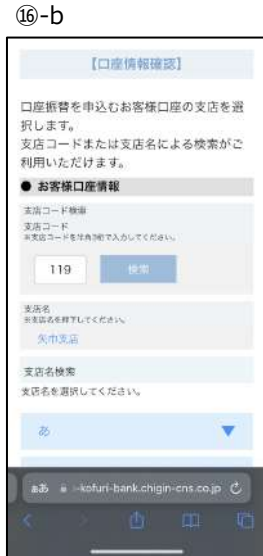 ⑯-b
【口座情報確認】
口座振替を申込むお客様口座の支店を選
択します。
支店コードまたは支店名による検索がご
利用いただけます。
● お客様口座情報
支店コード検索
支店コード
※支店コードを半角3桁で入力してください。
119 検索
支店名
※支店名を押下してください。
矢巾支店
支店名検索
支店名を選択してください。
あ ▼
ぁあ -kofuri-bank.chigin-cns.co.jp